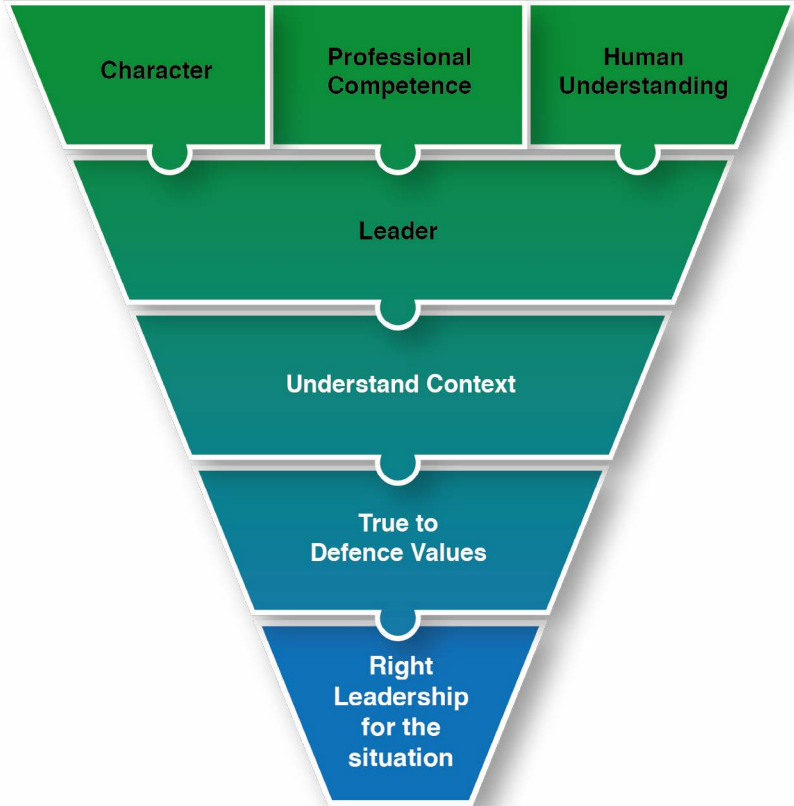 Character
Professional
Competence
Human
Understanding
Leader
Understand Context
True to
Defence Values
Right
Leadership
for the
situation